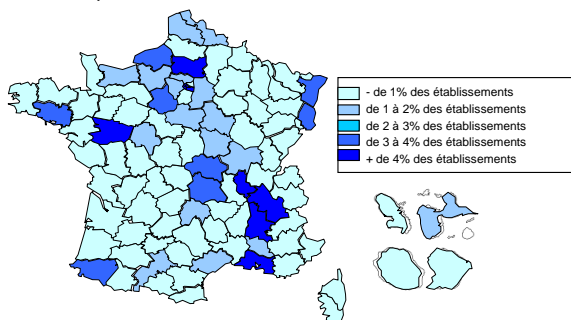 - de 1% des établissements
de 1 à 2% des établissements
de 2 à 3% des établissements
de 3 à 4% des établissements
+ de 4% des établissements